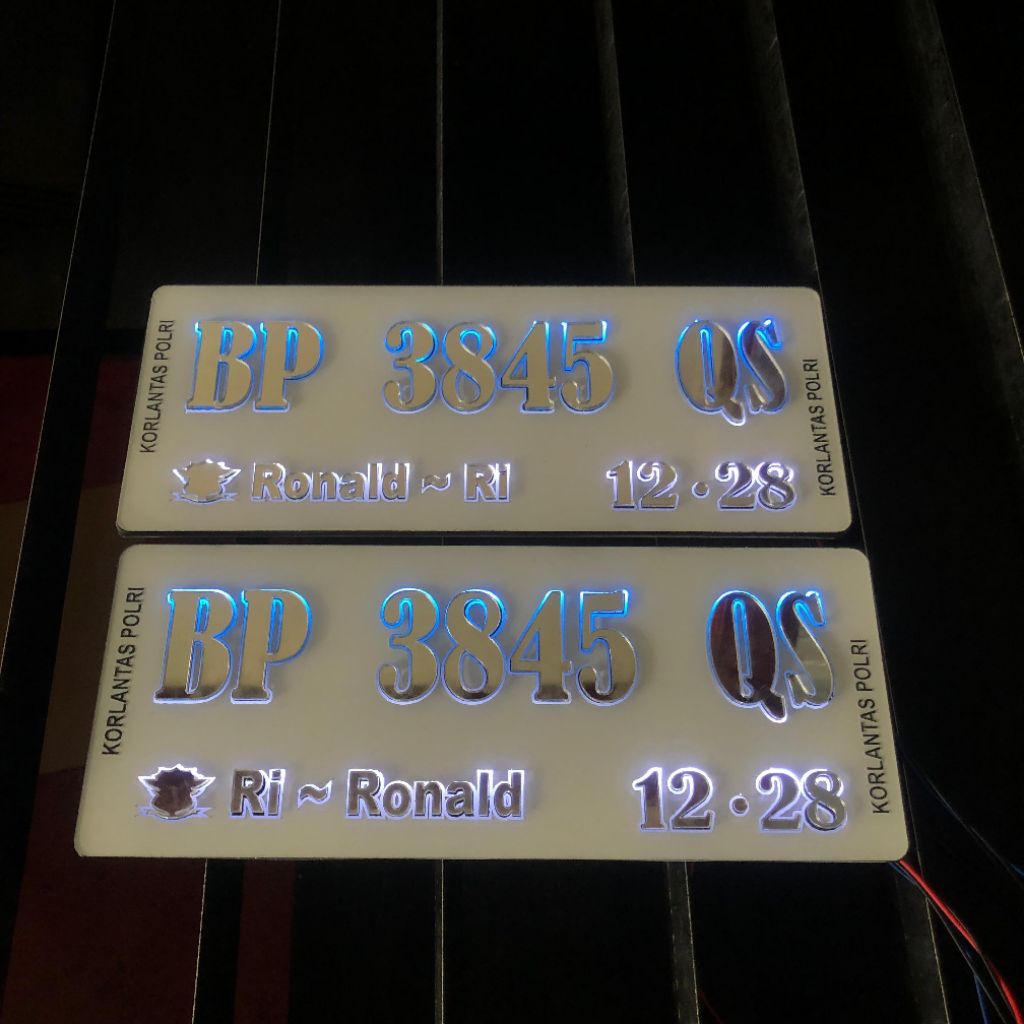 BP 3845 QS
KORLANTAS POLRI
KORLANTAS POLRI
Ronald ~ Ri
12 · 28
BP 3845 QS
KORLANTAS POLRI
KORLANTAS POLRI
Ri ~ Ronald
12 · 28